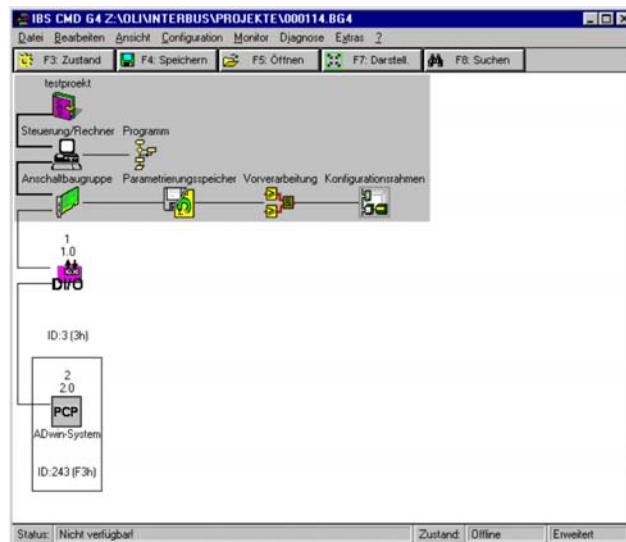 IBS CMD G4 Z:\OLI\INTERBUS\PROJEKTE\000114.BG4
Datei Bearbeiten Ansicht Configuration Monitor Diagnose Extras ?
F3: Zustand F4: Speichern F5: Öffnen F7: Darstell. F8: Suchen
testproekt
Steuerung/Rechner Programm
Anschaltbaugruppe Parametrierungsspeicher Vorverarbeitung Konfigurationsrahmen
1
1.0
DI/O
ID:3 (3h)
2
2.0
PCP
ADwin-System
ID:243 (F3h)
Status: Nicht verfügbar! Zustand: Offline Erweitert